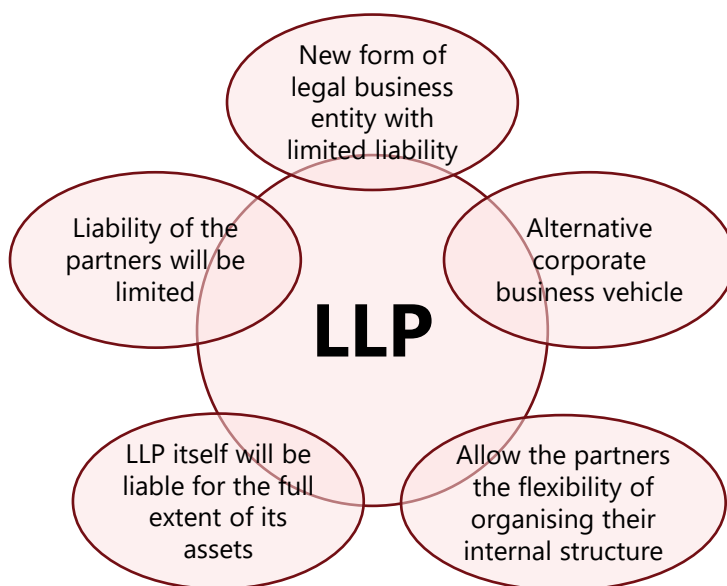 New form of
legal business
entity with
limited liability
Liability of the
partners will be
limited
Alternative
corporate
business vehicle
LLP
LLP itself will be
liable for the full
extent of its
assets
Allow the partners
the flexibility of
organising their
internal structure